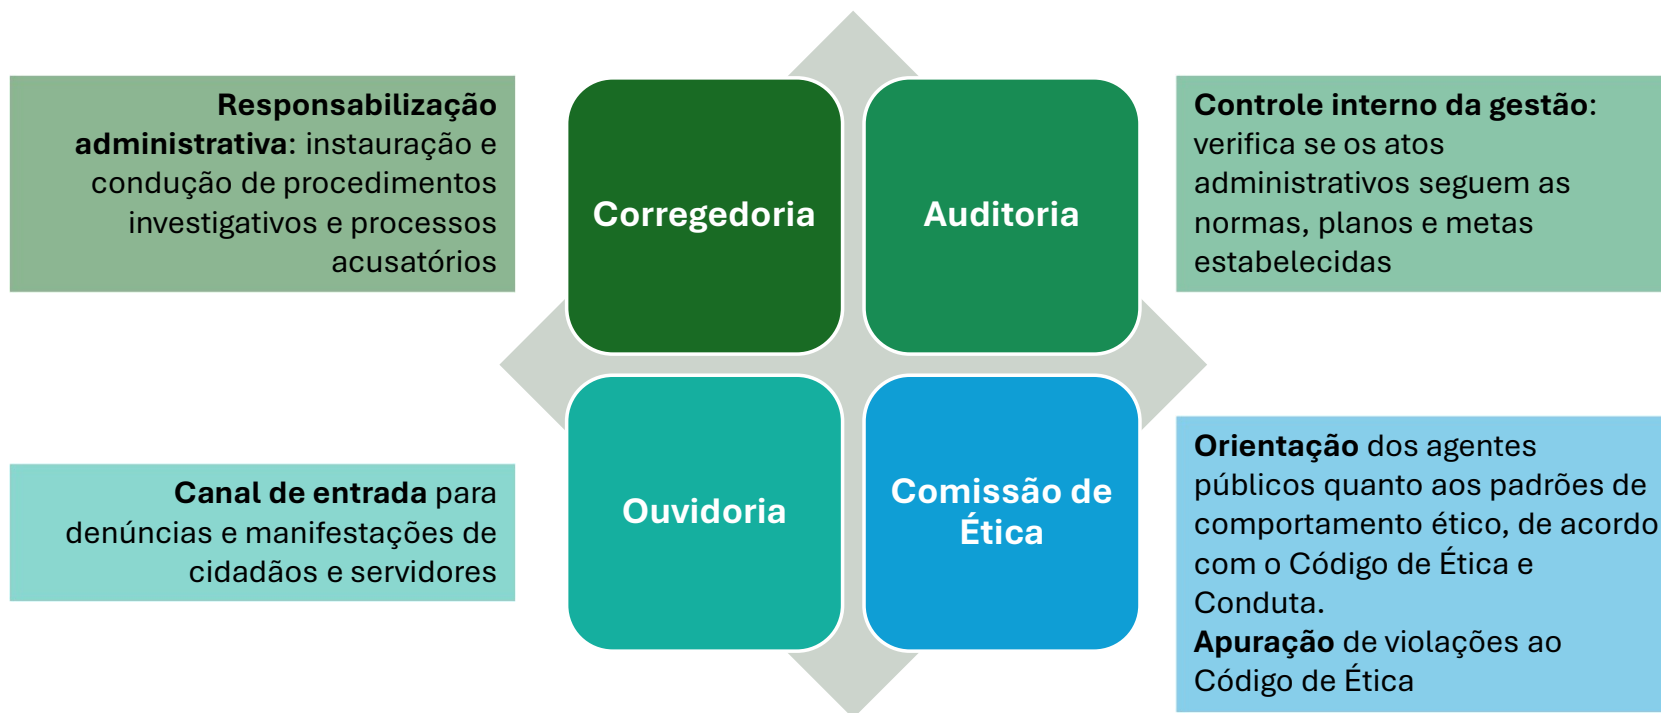 Responsabilização
administrativa: instauração e
condução de procedimentos
investigativos e processos
acusatórios
Corregedoria
Auditoria
Controle interno da gestão:
verifica se os atos
administrativos seguem as
normas, planos e metas
estabelecidas
Canal de entrada para
denúncias e manifestações de
cidadãos e servidores
Ouvidoria
Comissão de
Ética
Orientação dos agentes
públicos quanto aos padrões de
comportamento ético, de acordo
com o Código de Ética e
Conduta.
Apuração de violações ao
Código de Ética